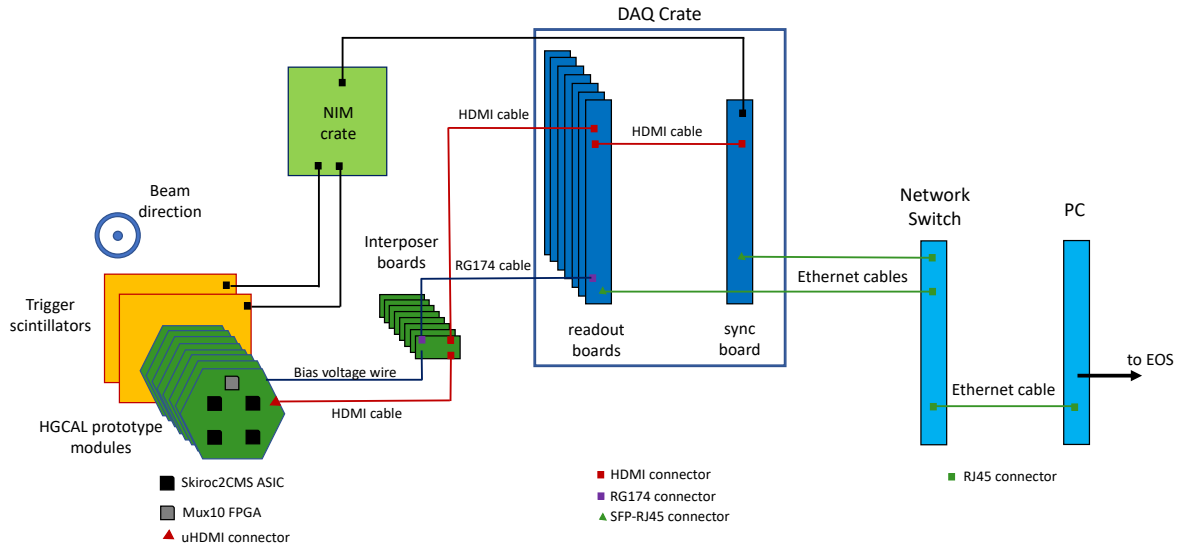 DAQ Crate
NIM
crate
HDMI cable
HDMI cable
Beam
direction
Network
Switch
PC
Interposer
boards
RG174 cable
Ethernet cables
Trigger
scintillators
readout
boards
sync
board
to EOS
Bias voltage wire
Ethernet cable
HDMI cable
HGCAL prototype
modules
Skiroc2CMS ASIC
Mux10 FPGA
uHDMI connector
HDMI connector
RG174 connector
SFP-RJ45 connector
RJ45 connector